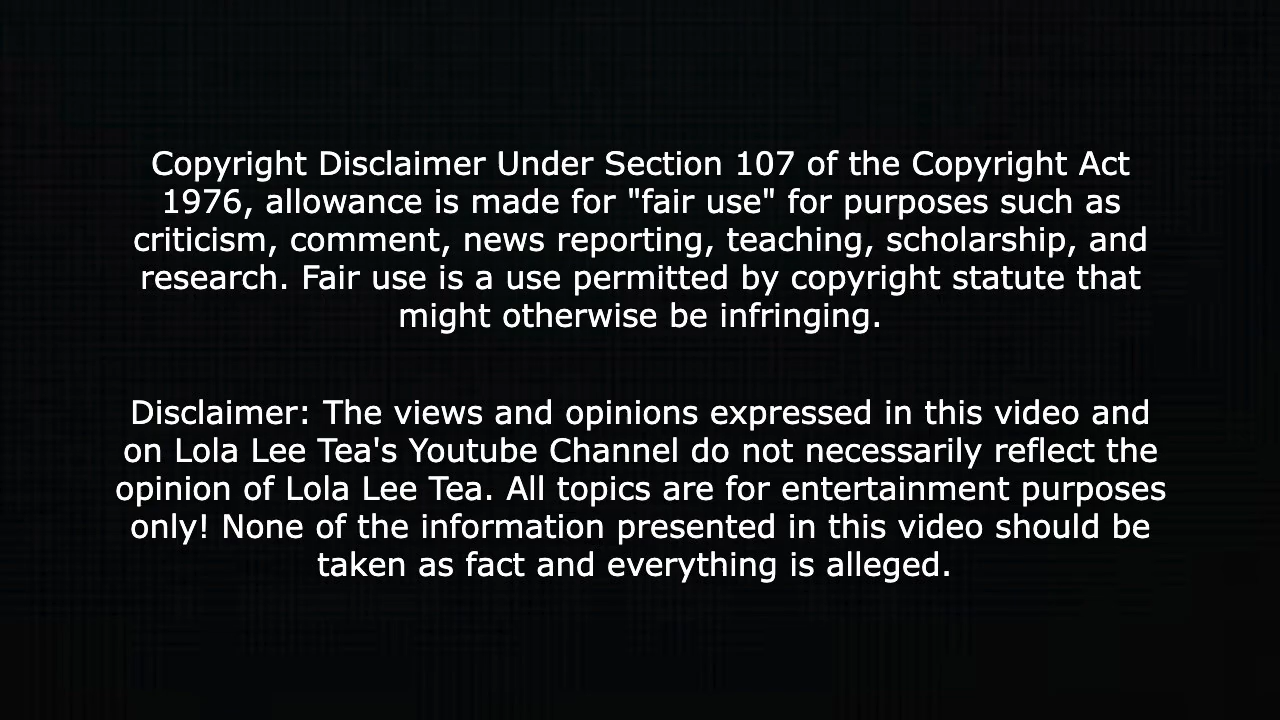 Copyright Disclaimer Under Section 107 of the Copyright Act
1976, allowance is made for "fair use" for purposes such as
criticism, comment, news reporting, teaching, scholarship, and
research. Fair use is a use permitted by copyright statute that
might otherwise be infringing.
Disclaimer: The views and opinions expressed in this video and
on Lola Lee Tea's Youtube Channel do not necessarily reflect the
opinion of Lola Lee Tea. All topics are for entertainment purposes
only! None of the information presented in this video should be
taken as fact and everything is alleged.